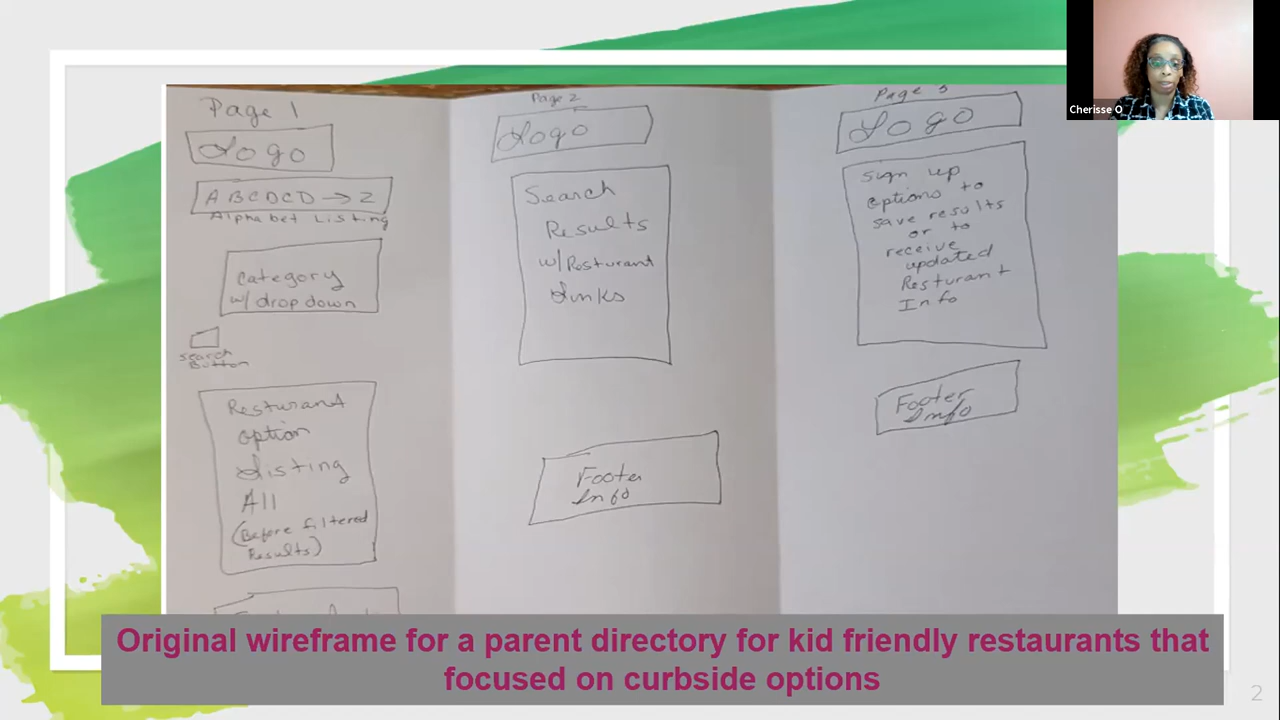 Cherisse O
Page 1
Logo
ABCDCD → Z
Alphabet Listing
Category
w/ drop down
search
Button
Resturant
option
Listing
All
(Before filtered
Results)
Page 2
Logo
Search
Results
w/Resturant
Links
Footer
Info
Page 3
Logo
Sign up
options to
save results
or to
receive
updated
Resturant
Info
Footer
Info
Original wireframe for a parent directory for kid friendly restaurants that
focused on curbside options
2